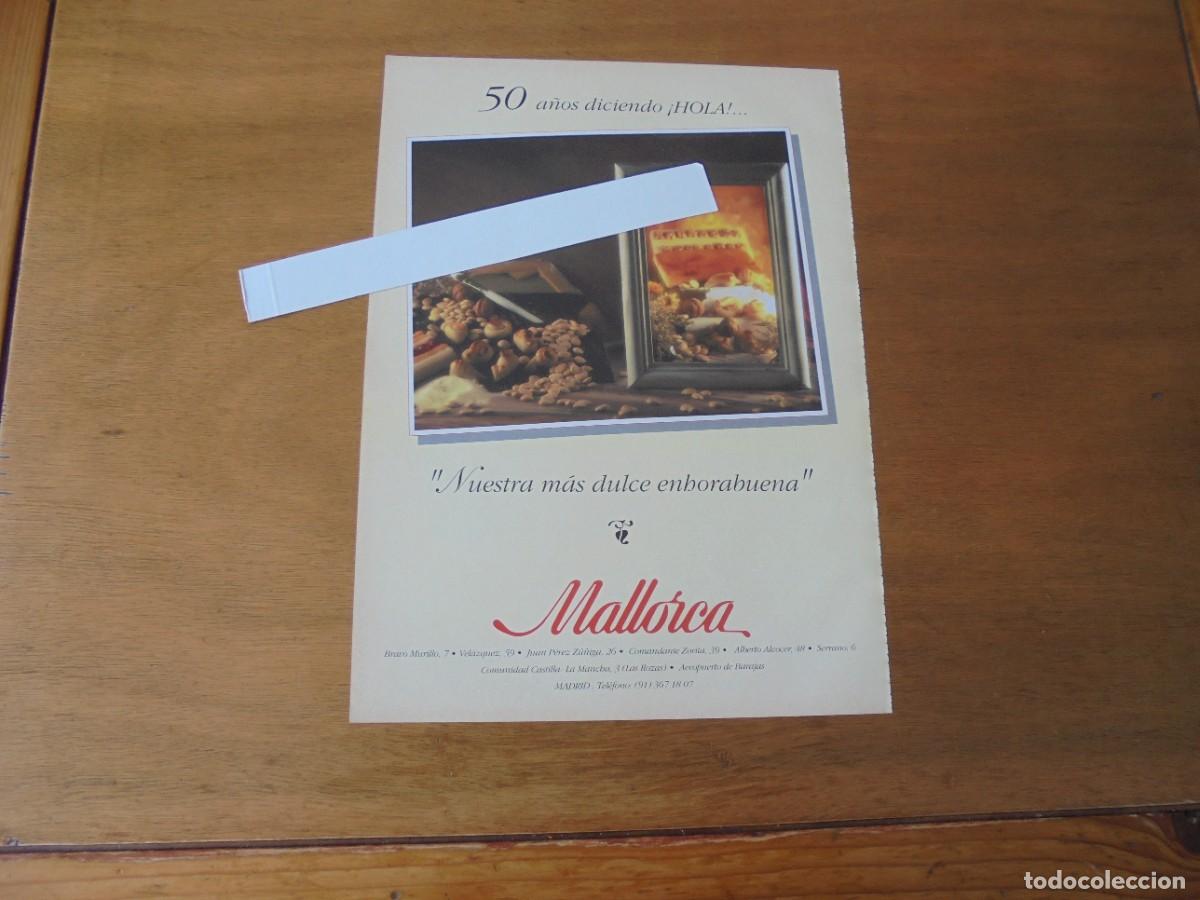 50 años diciendo ¡HOLA!...
"Nuestra más dulce enhorabuena"
Mallorca
Bravo Murillo, 7 • Velázquez, 59 • Juan Pérez Zúñiga, 26 • Comandante Zorita, 39 • Alberto Alcocer, 48 • Serrano, 6
Comunidad Castilla-La Mancha, 3 (Las Rozas) • Aeropuerto de Barajas
MADRID - Teléfono: (91) 367 18 07
todocoleccion